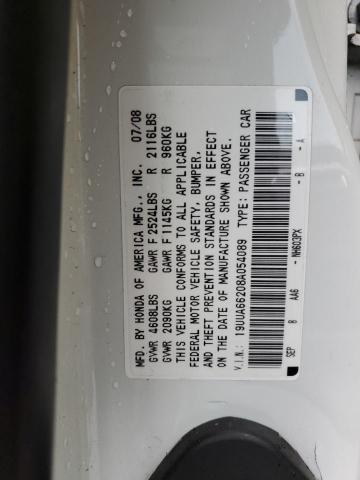 MFD. BY HONDA OF AMERICA MFG., INC. 07/08
GVWR 4608LBS GAWR F 2524LBS R 2116LBS
GVWR 2090KG GAWR F 1145KG R 960KG
THIS VEHICLE CONFORMS TO ALL APPLICABLE
FEDERAL MOTOR VEHICLE SAFETY, BUMPER,
AND THEFT PREVENTION STANDARDS IN EFFECT
ON THE DATE OF MANUFACTURE SHOWN ABOVE.
V.I.N.: 19UUA66208A054089 TYPE: PASSENGER CAR
SEP B AA6 - NH603PX - B - A